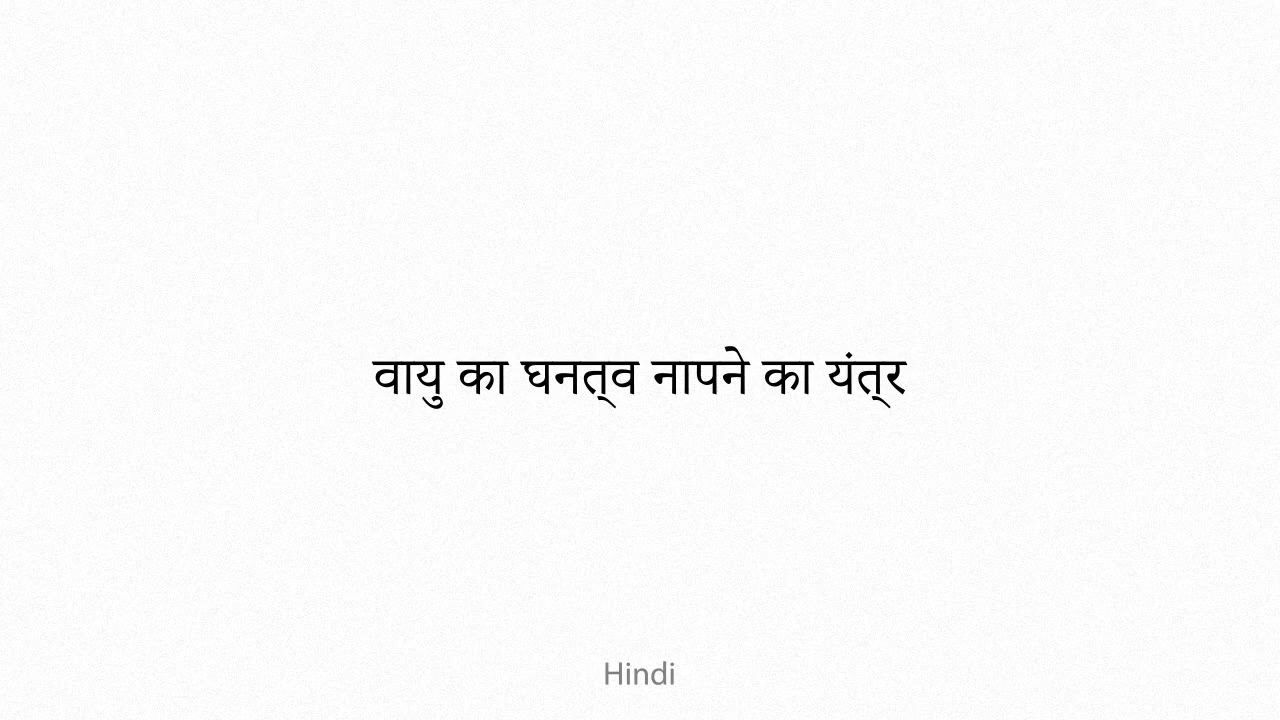 वायु का घनत्व नापने का यंत्र
Hindi